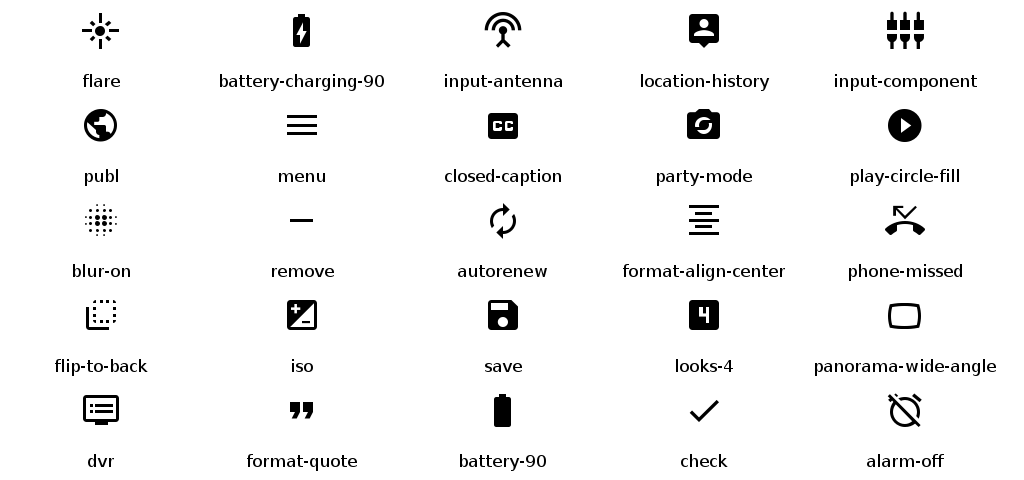 flare battery-charging-90 input-antenna location-history input-component
CC
publ menu closed-caption party-mode play-circle-fill
blur-on remove autorenew format-align-center phone-missed
4
flip-to-back iso save looks-4 panorama-wide-angle
dvr format-quote battery-90 check alarm-off